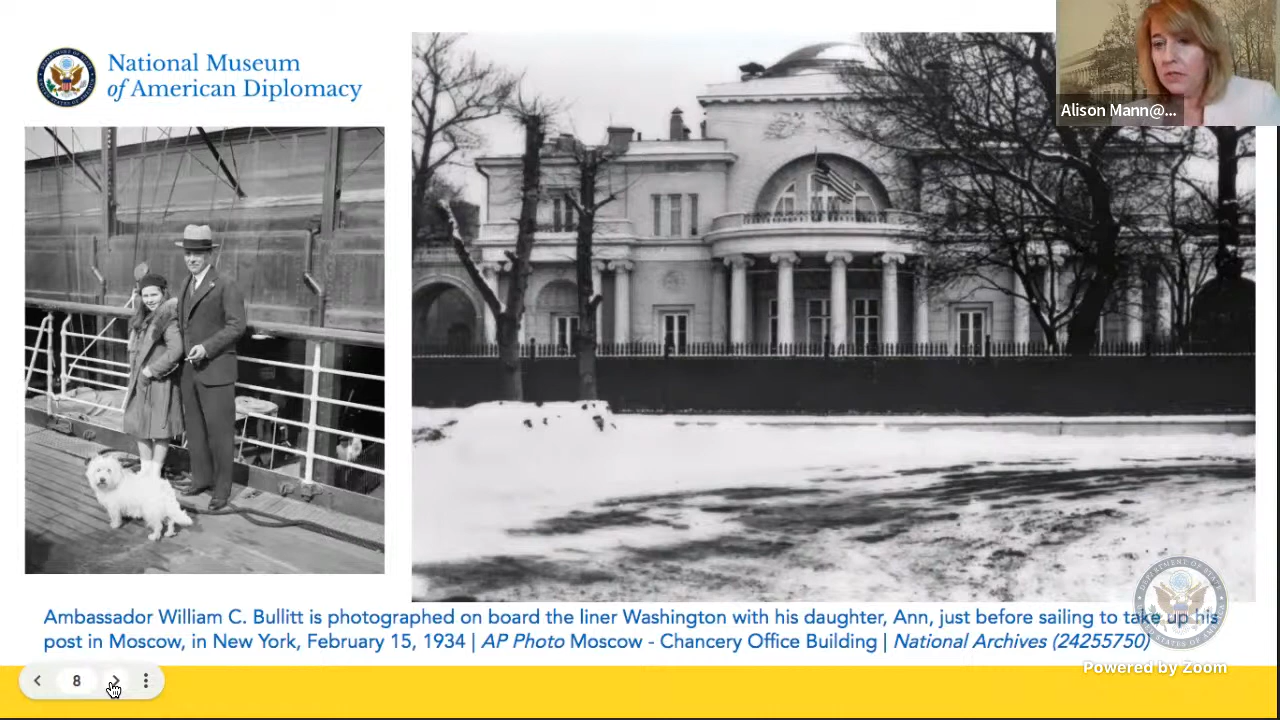 National Museum
of American Diplomacy
Alison Mann@...
Ambassador William C. Bullitt is photographed on board the liner Washington with his daughter, Ann, just before sailing to take up his
post in Moscow, in New York, February 15, 1934 | AP Photo Moscow - Chancery Office Building | National Archives (24255750)
Powered by Zoom
8